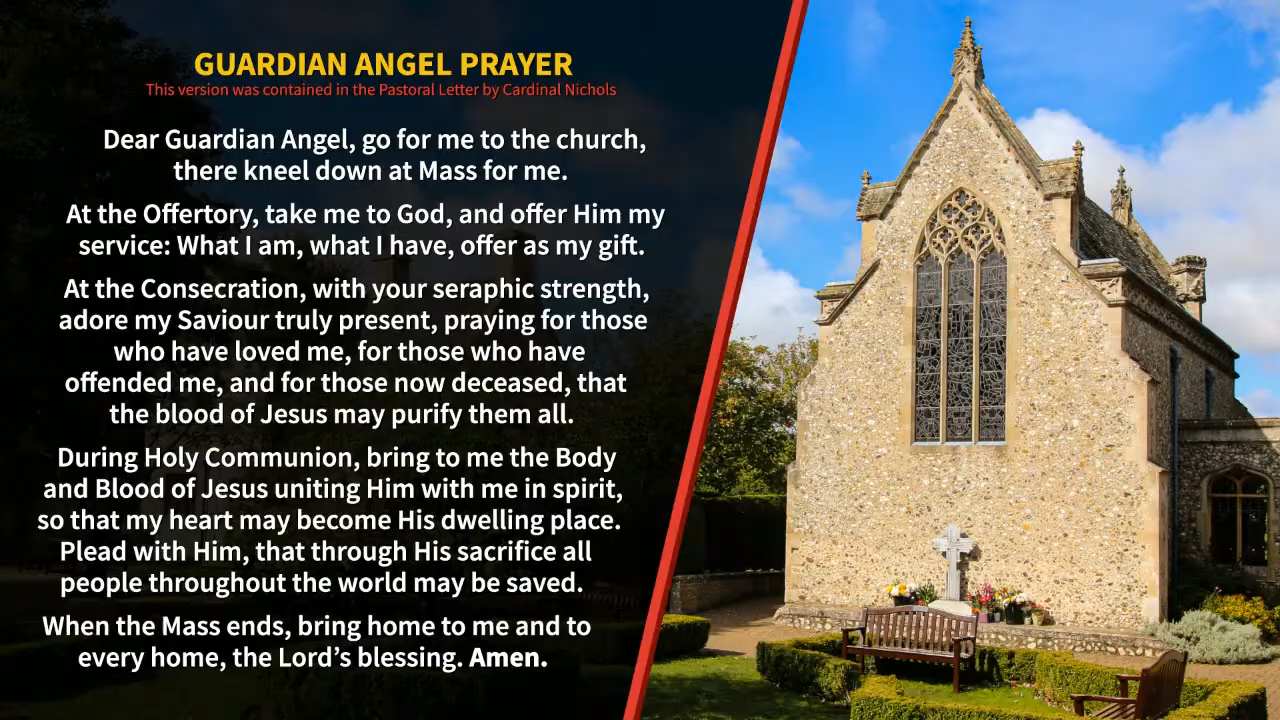 GUARDIAN ANGEL PRAYER
This version was contained in the Pastoral Letter by Cardinal Nichols
Dear Guardian Angel, go for me to the church,
there kneel down at Mass for me.
At the Offertory, take me to God, and offer Him my
service: What I am, what I have, offer as my gift.
At the Consecration, with your seraphic strength,
adore my Saviour truly present, praying for those
who have loved me, for those who have
offended me, and for those now deceased, that
the blood of Jesus may purify them all.
During Holy Communion, bring to me the Body
and Blood of Jesus uniting Him with me in spirit,
so that my heart may become His dwelling place.
Plead with Him, that through His sacrifice all
people throughout the world may be saved.
When the Mass ends, bring home to me and to
every home, the Lord’s blessing. Amen.